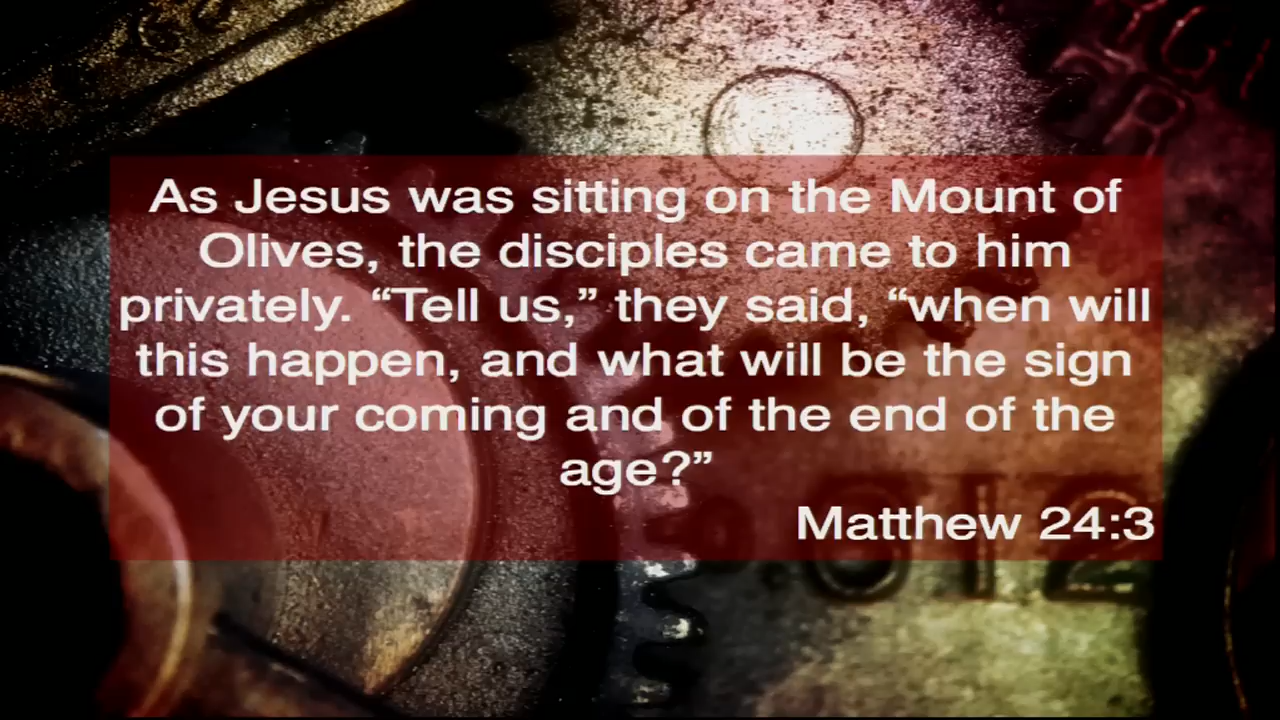 As Jesus was sitting on the Mount of
Olives, the disciples came to him
privately. “Tell us,” they said, “when will
this happen, and what will be the sign
of your coming and of the end of the
age?”
Matthew 24:3